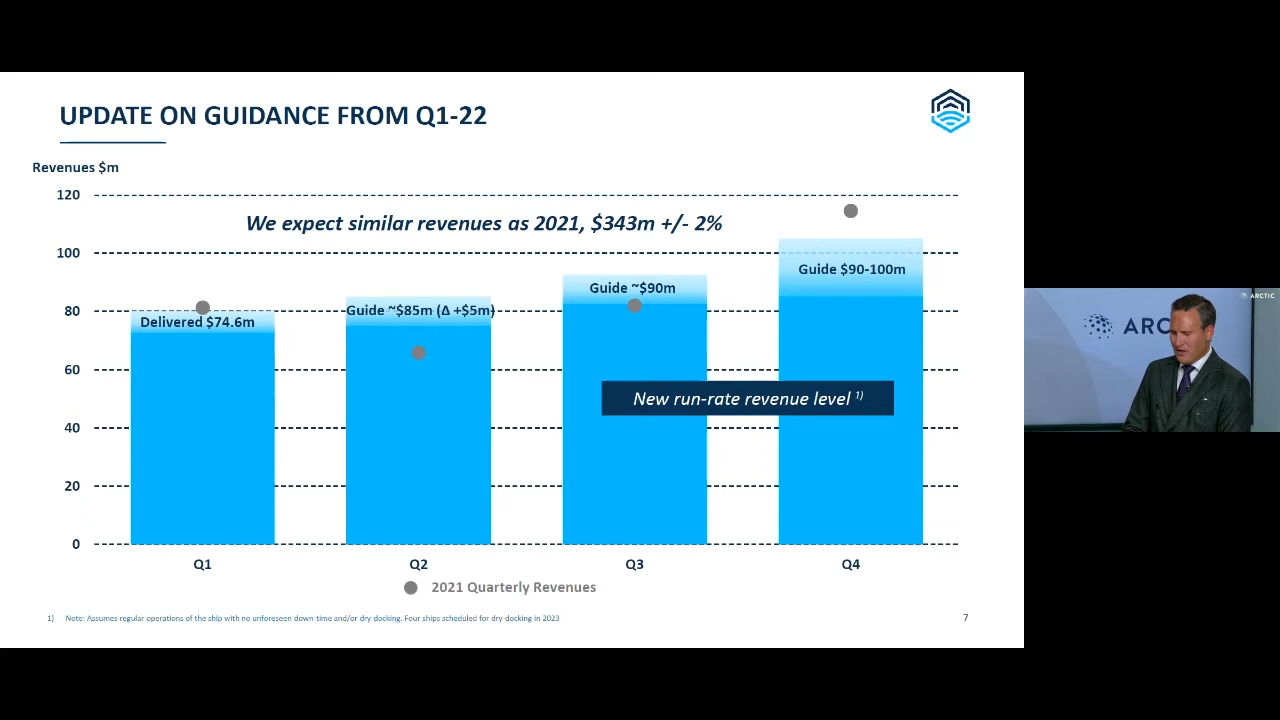 UPDATE ON GUIDANCE FROM Q1-22
Revenues $m
120
We expect similar revenues as 2021, $343m +/- 2%
100
Guide $90-100m
Guide ~$90m
80
Guide ~$85m (Δ +$5m)
Delivered $74.6m
ARCTIC
ARC
60
New run-rate revenue level 1)
40
20
0
Q1 Q2 Q3 Q4
2021 Quarterly Revenues
1) Note: Assumes regular operations of the ship with no unforeseen down-time and/or dry-docking. Four ships scheduled for dry-docking in 2023
7